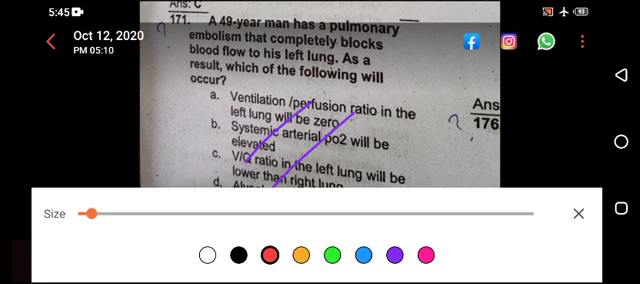 5:45
93
Oct 12, 2020
PM 05:10
Ans: C
171. A 49-year man has a pulmonary
embolism that completely blocks
blood flow to his left lung. As a
result, which of the following will
occur?
a. Ventilation /perfusion ratio in the
left lung will be zero
b. Systemic arterial po2 will be
elevated
c. V/Q ratio in the left lung will be
lower than right lung
d.
Ans
? 176
Size